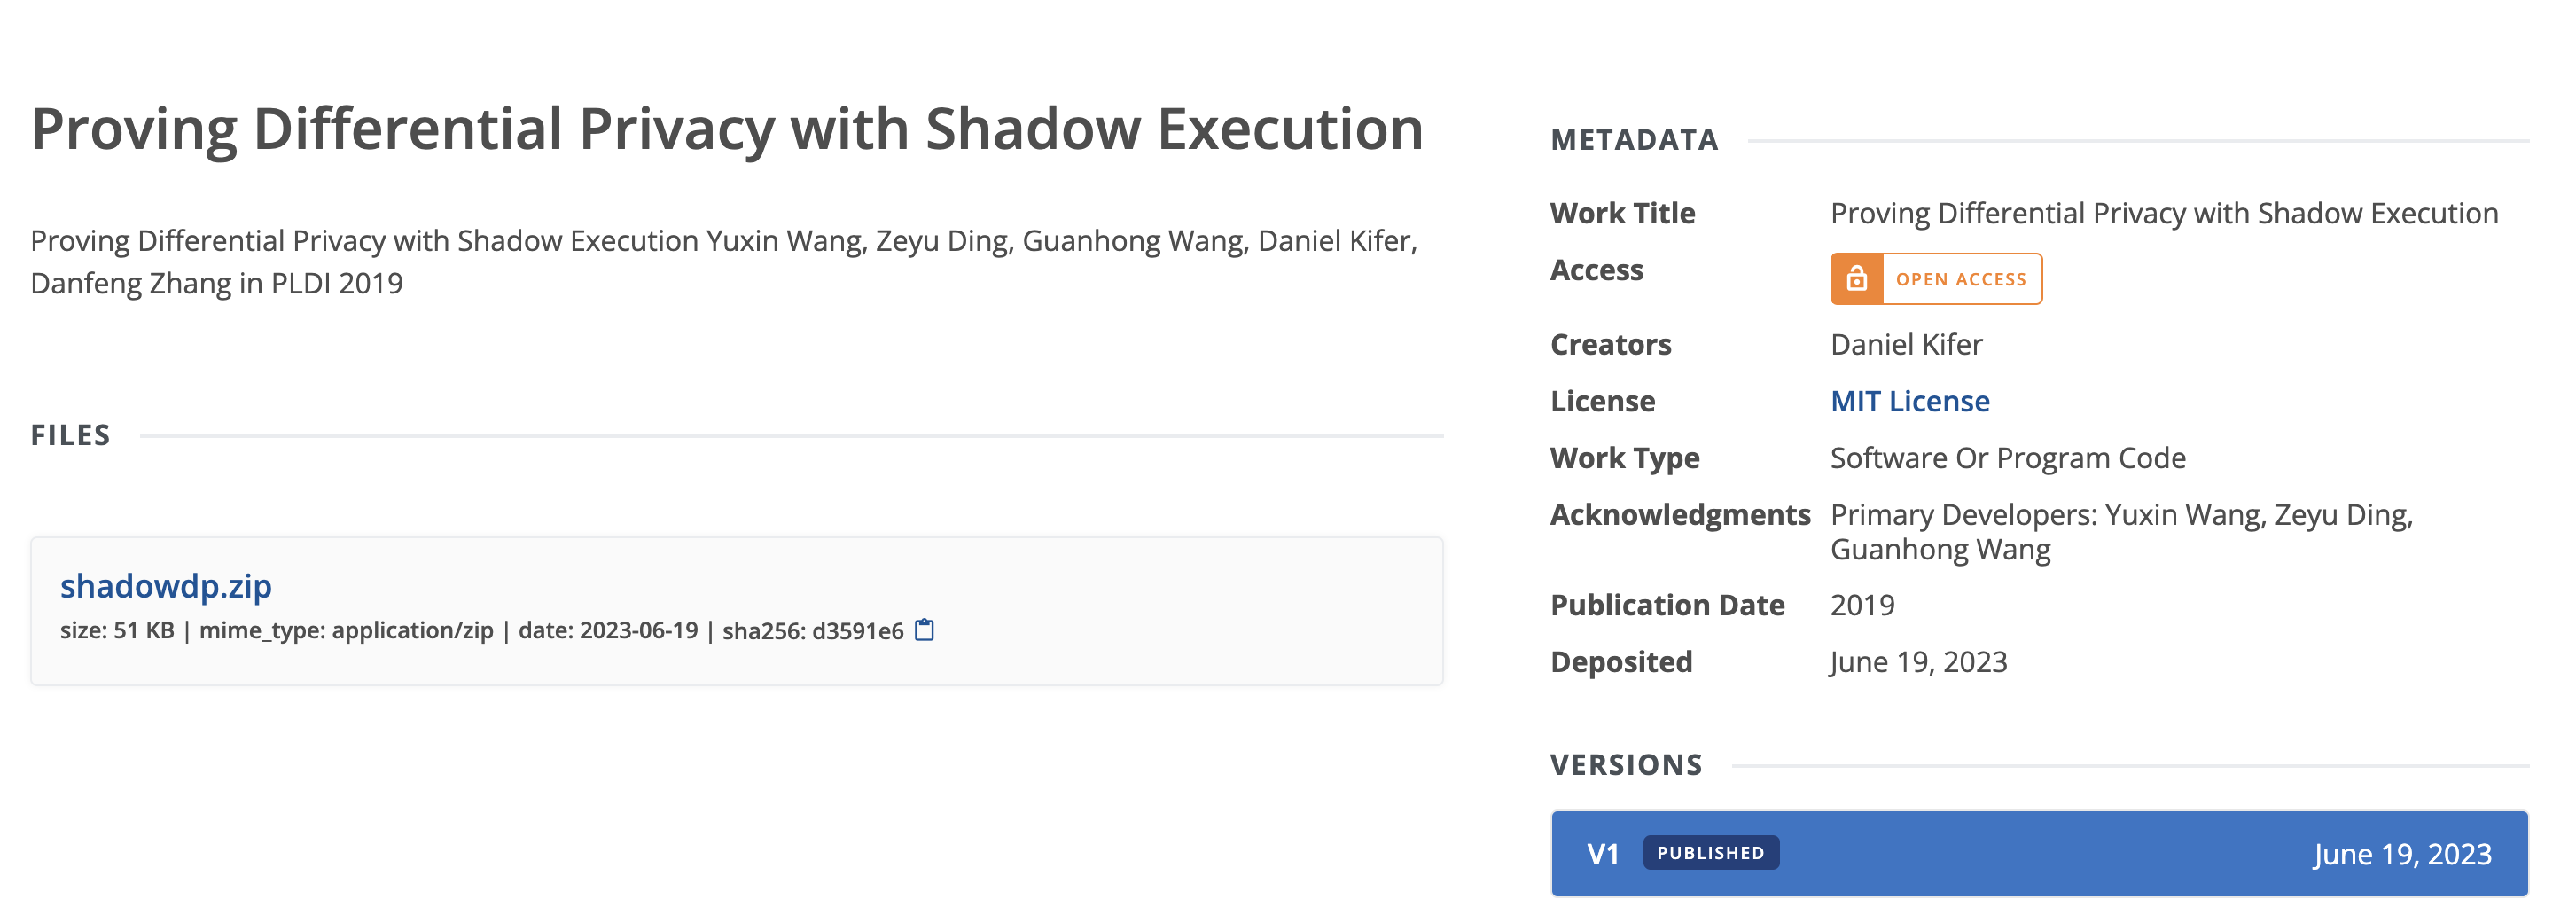 Proving Differential Privacy with Shadow Execution
Proving Differential Privacy with Shadow Execution Yuxin Wang, Zeyu Ding, Guanhong Wang, Daniel Kifer,
Danfeng Zhang in PLDI 2019
FILES
shadowdp.zip
size: 51 KB | mime_type: application/zip | date: 2023-06-19 | sha256: d3591e6
METADATA
Work Title Proving Differential Privacy with Shadow Execution
Access OPEN ACCESS
Creators Daniel Kifer
License MIT License
Work Type Software Or Program Code
Acknowledgments Primary Developers: Yuxin Wang, Zeyu Ding,
Guanhong Wang
Publication Date 2019
Deposited June 19, 2023
VERSIONS
V1 PUBLISHED June 19, 2023